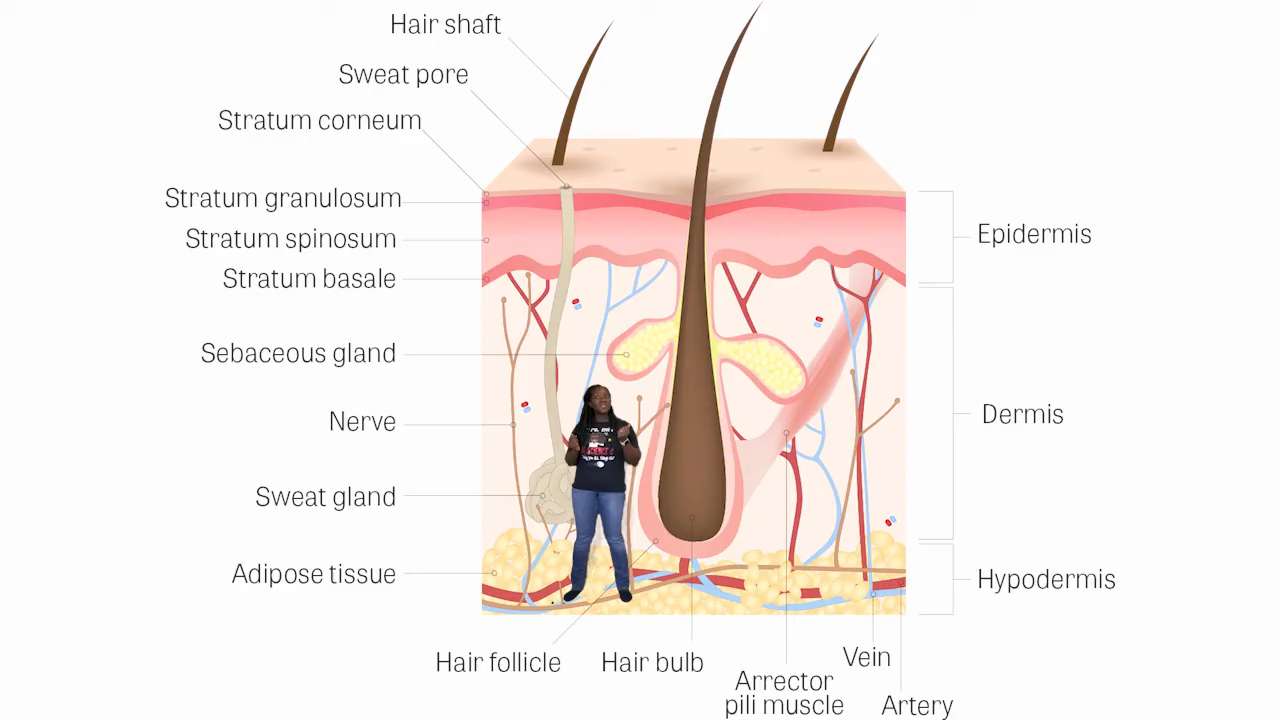 Hair shaft
Sweat pore
Stratum corneum
Stratum granulosum
Stratum spinosum
Stratum basale
Sebaceous gland
Nerve
Sweat gland
Adipose tissue
Epidermis
Dermis
Hypodermis
Hair follicle
Hair bulb
Arrector
pili muscle
Vein
Artery